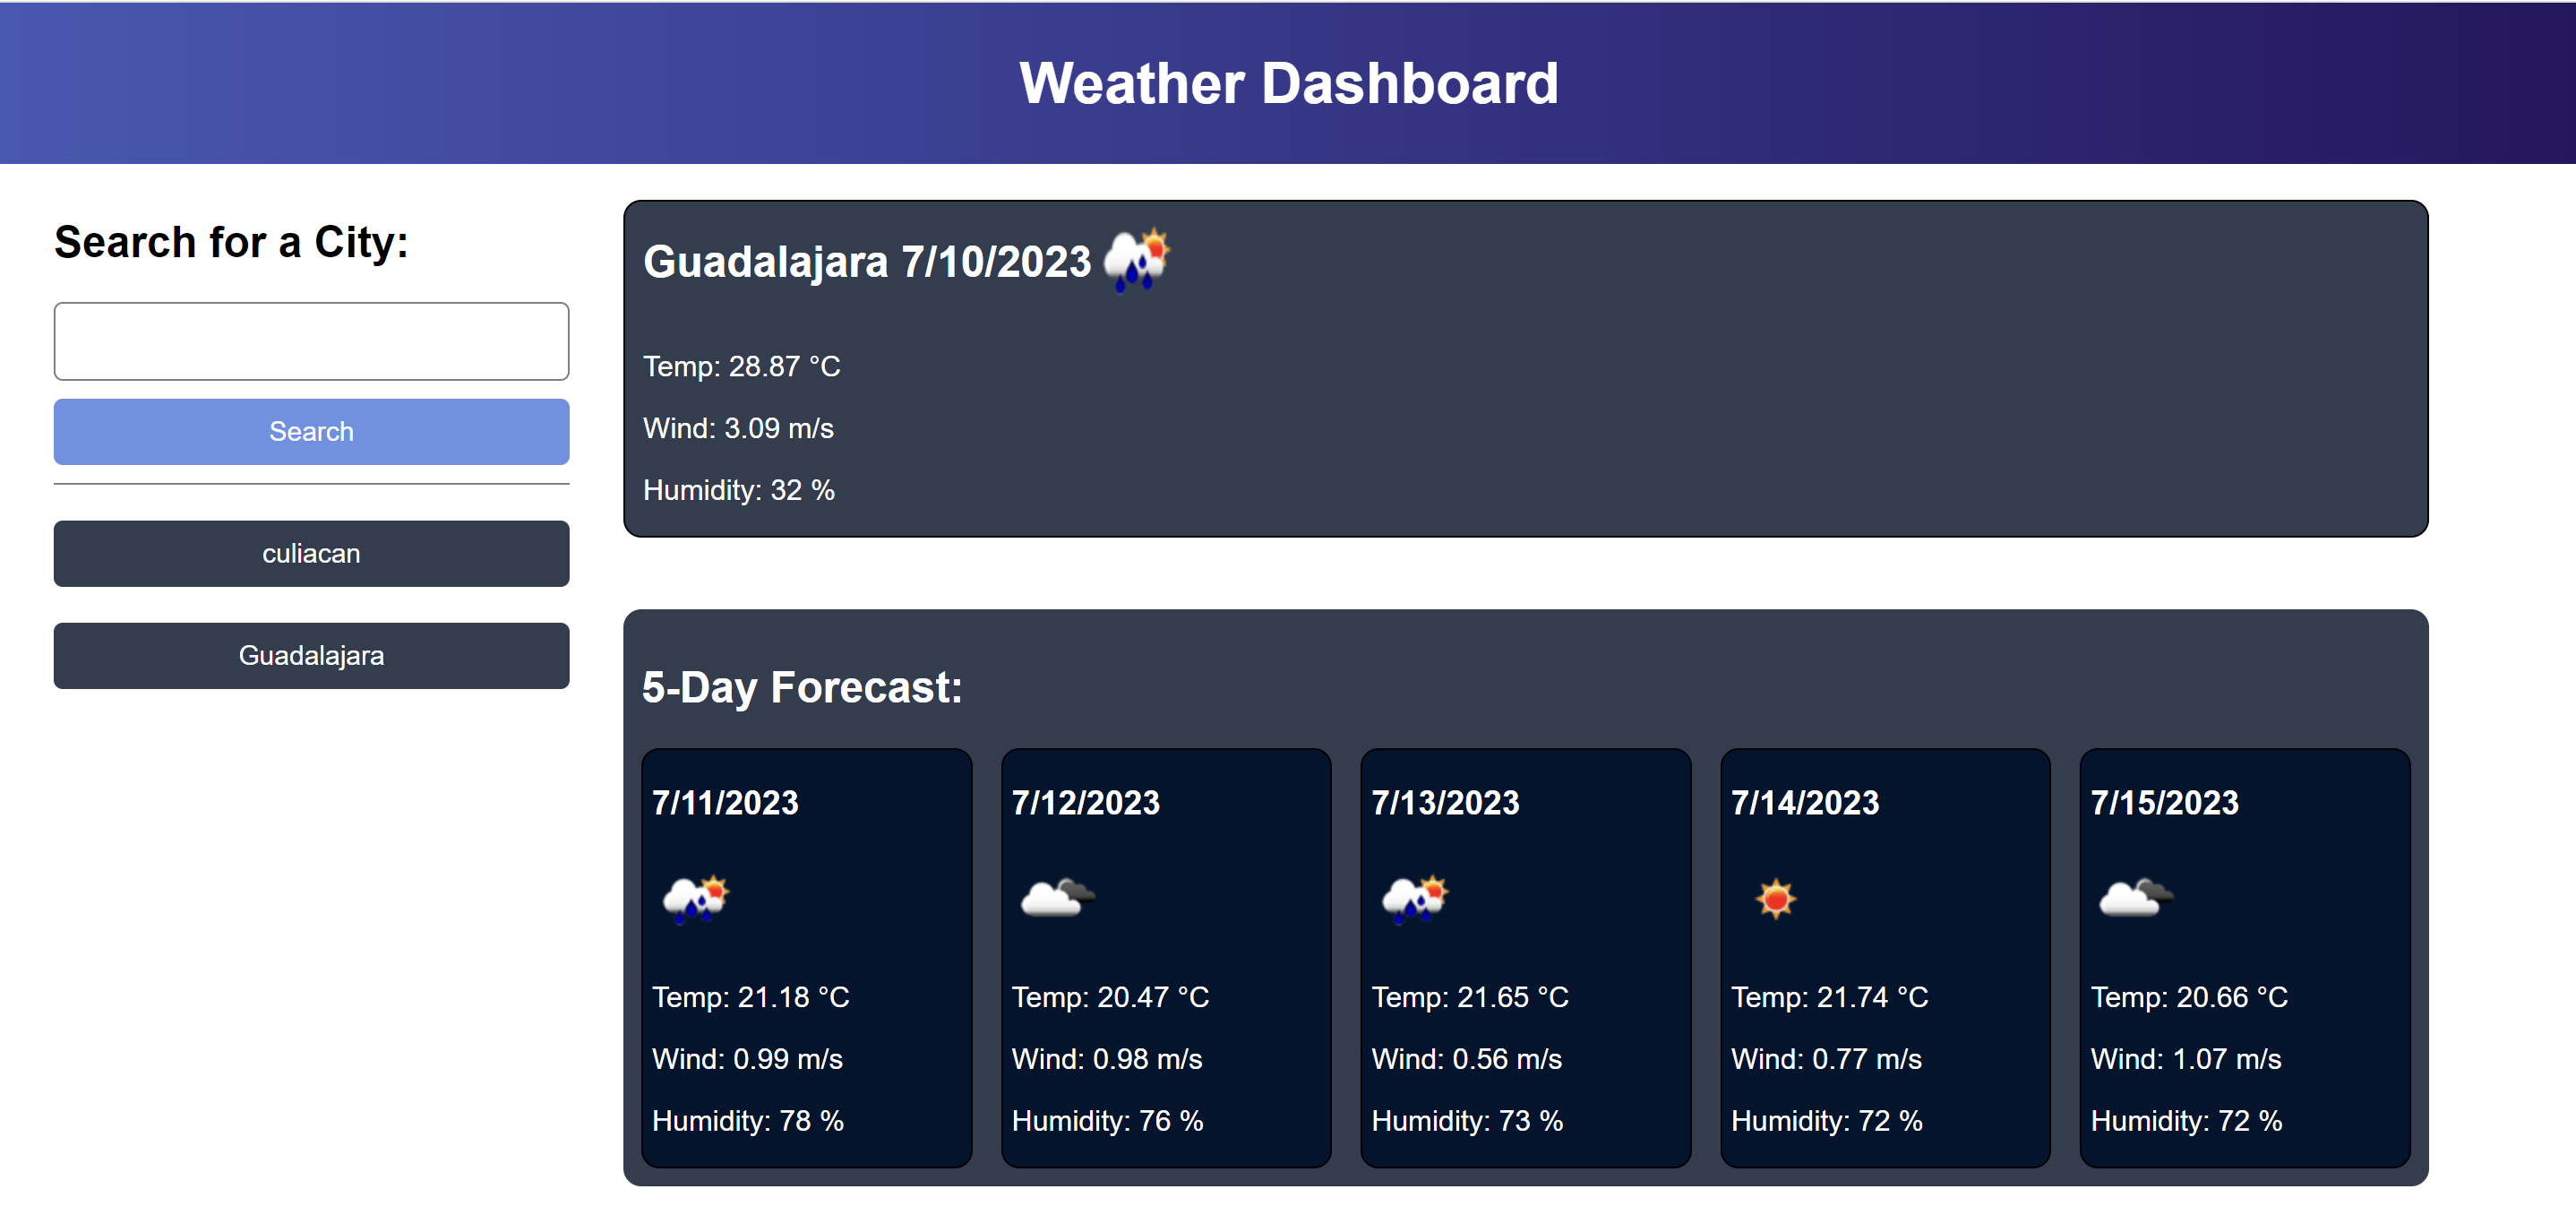 Weather Dashboard
Search for a City:
Search
culiacan
Guadalajara
Guadalajara 7/10/2023
Temp: 28.87 °C
Wind: 3.09 m/s
Humidity: 32 %
5-Day Forecast:
7/11/2023
Temp: 21.18 °C
Wind: 0.99 m/s
Humidity: 78 %
7/12/2023
Temp: 20.47 °C
Wind: 0.98 m/s
Humidity: 76 %
7/13/2023
Temp: 21.65 °C
Wind: 0.56 m/s
Humidity: 73 %
7/14/2023
Temp: 21.74 °C
Wind: 0.77 m/s
Humidity: 72 %
7/15/2023
Temp: 20.66 °C
Wind: 1.07 m/s
Humidity: 72 %